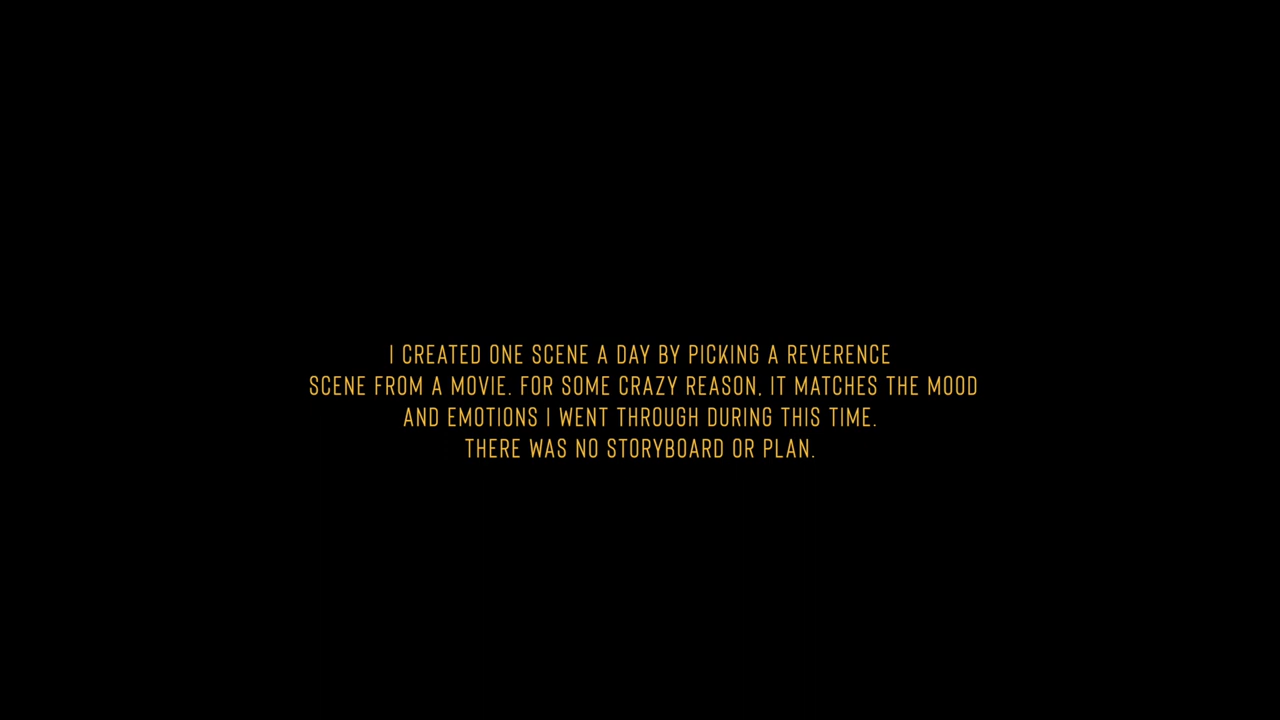 I CREATED ONE SCENE A DAY BY PICKING A REVERENCE
SCENE FROM A MOVIE. FOR SOME CRAZY REASON, IT MATCHES THE MOOD
AND EMOTIONS I WENT THROUGH DURING THIS TIME.
THERE WAS NO STORYBOARD OR PLAN.